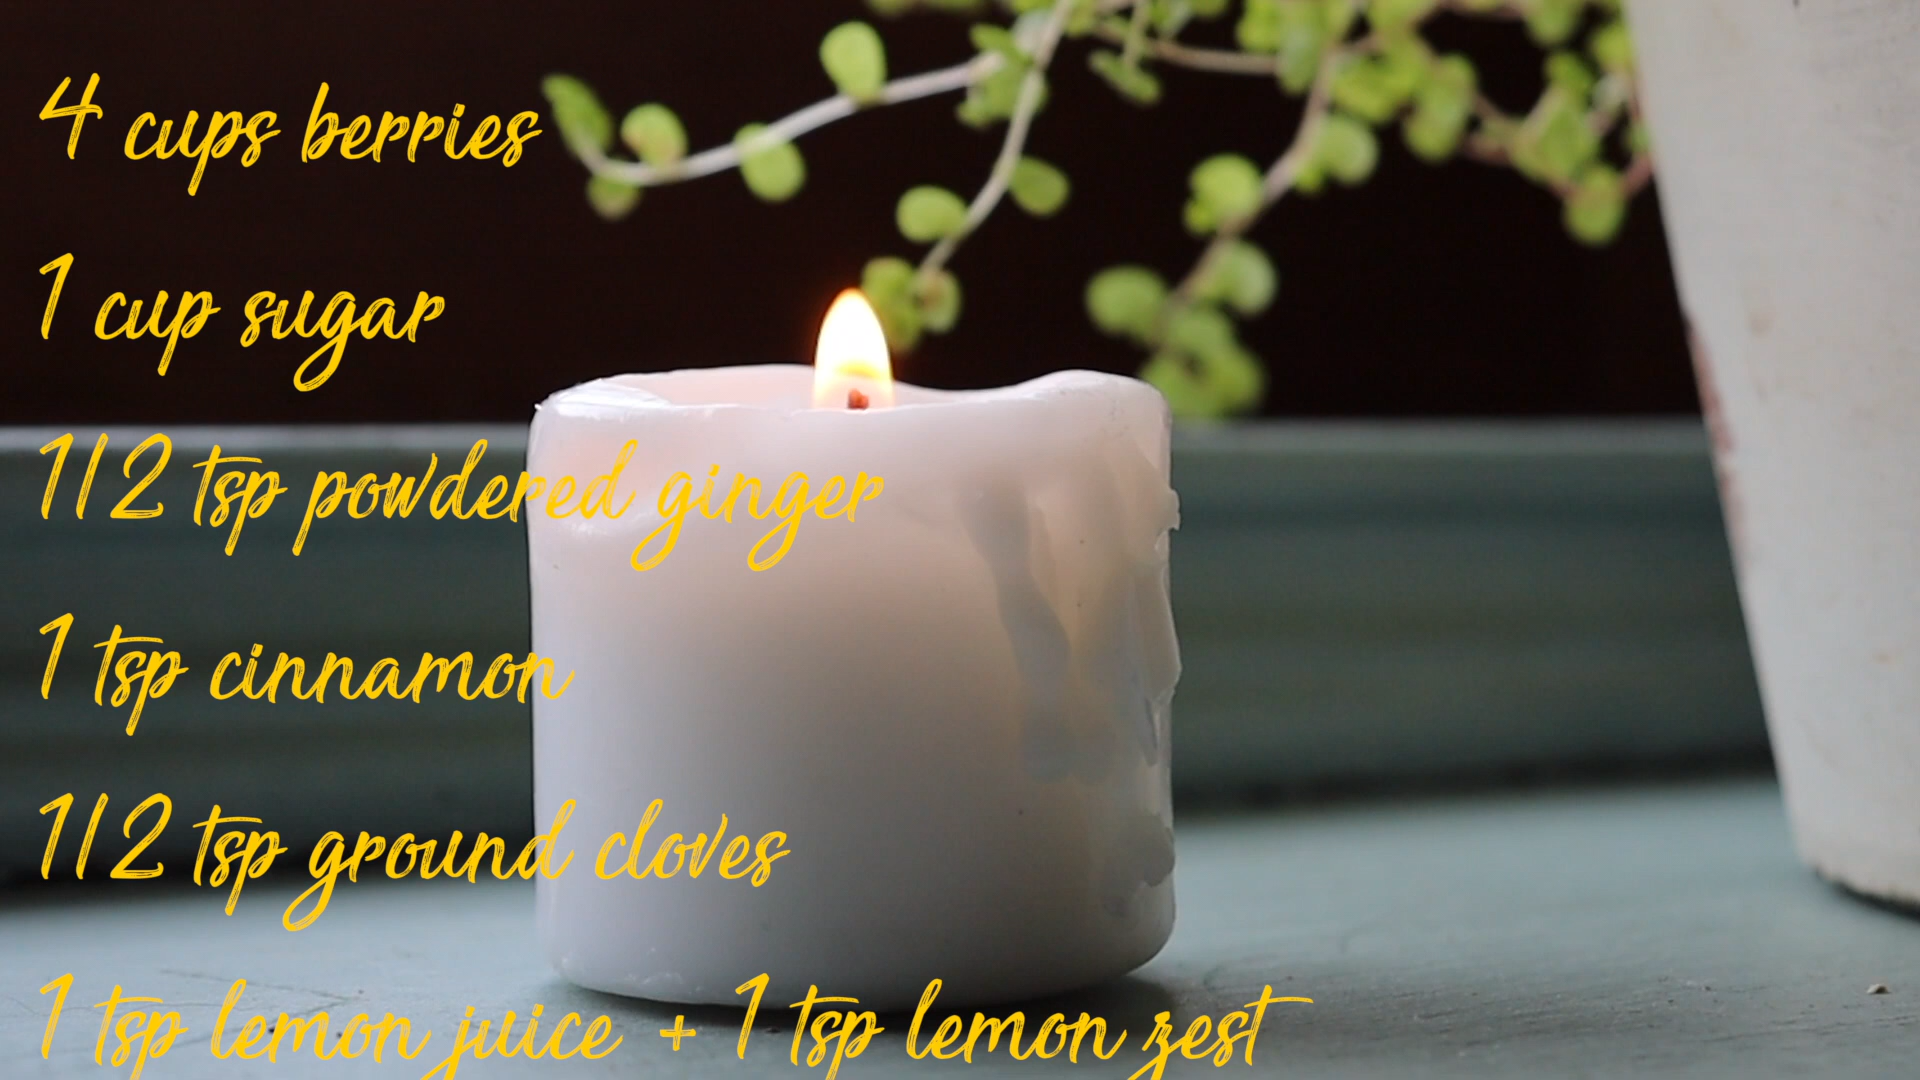 4 cups berries
1 cup sugar
1/2 tsp powdered ginger
1 tsp cinnamon
1/2 tsp ground cloves
1 tsp lemon juice + 1 tsp lemon zest